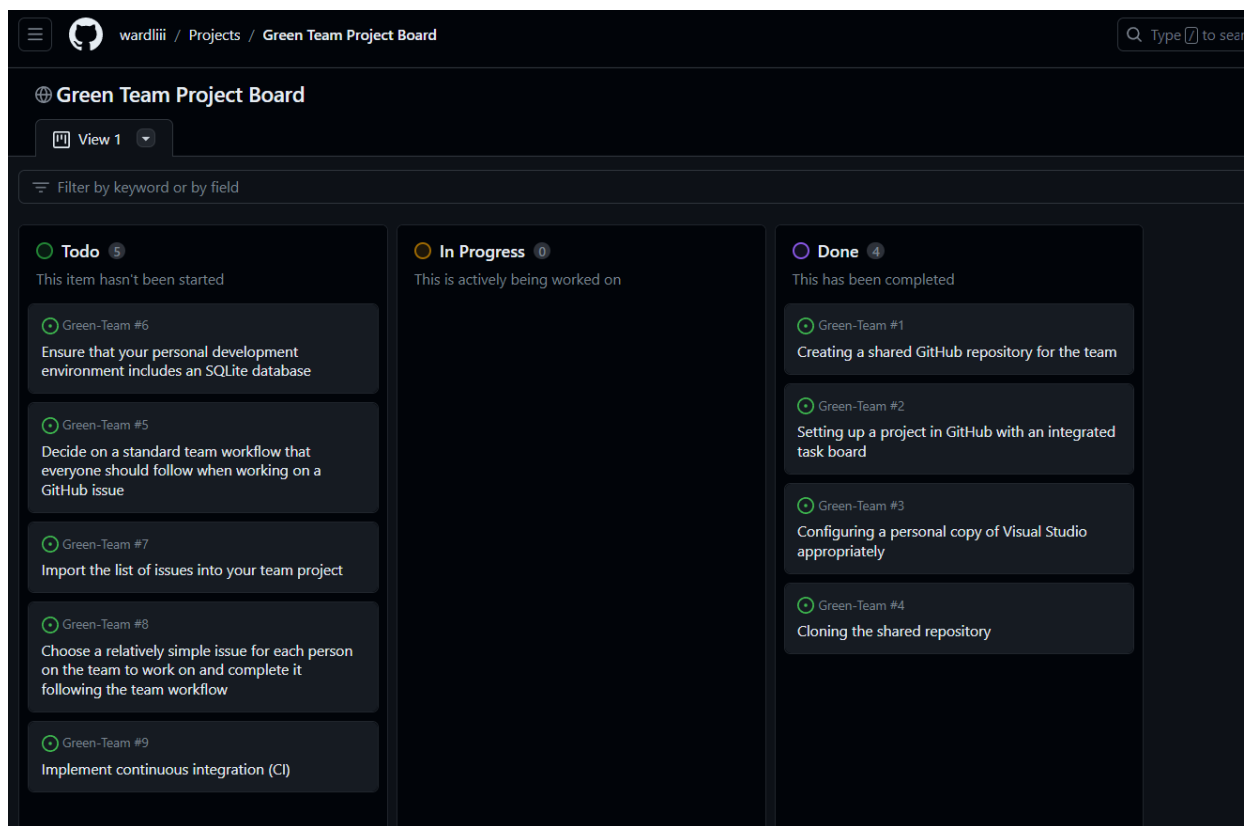 wardliii / Projects / Green Team Project Board
Type / to sear
Green Team Project Board
View 1
Filter by keyword or by field
Todo 5
This item hasn't been started
Green-Team #6
Ensure that your personal development
environment includes an SQLite database
Green-Team #5
Decide on a standard team workflow that
everyone should follow when working on a
GitHub issue
Green-Team #7
Import the list of issues into your team project
Green-Team #8
Choose a relatively simple issue for each person
on the team to work on and complete it
following the team workflow
Green-Team #9
Implement continuous integration (CI)
In Progress 0
This is actively being worked on
Done 4
This has been completed
Green-Team #1
Creating a shared GitHub repository for the team
Green-Team #2
Setting up a project in GitHub with an integrated
task board
Green-Team #3
Configuring a personal copy of Visual Studio
appropriately
Green-Team #4
Cloning the shared repository